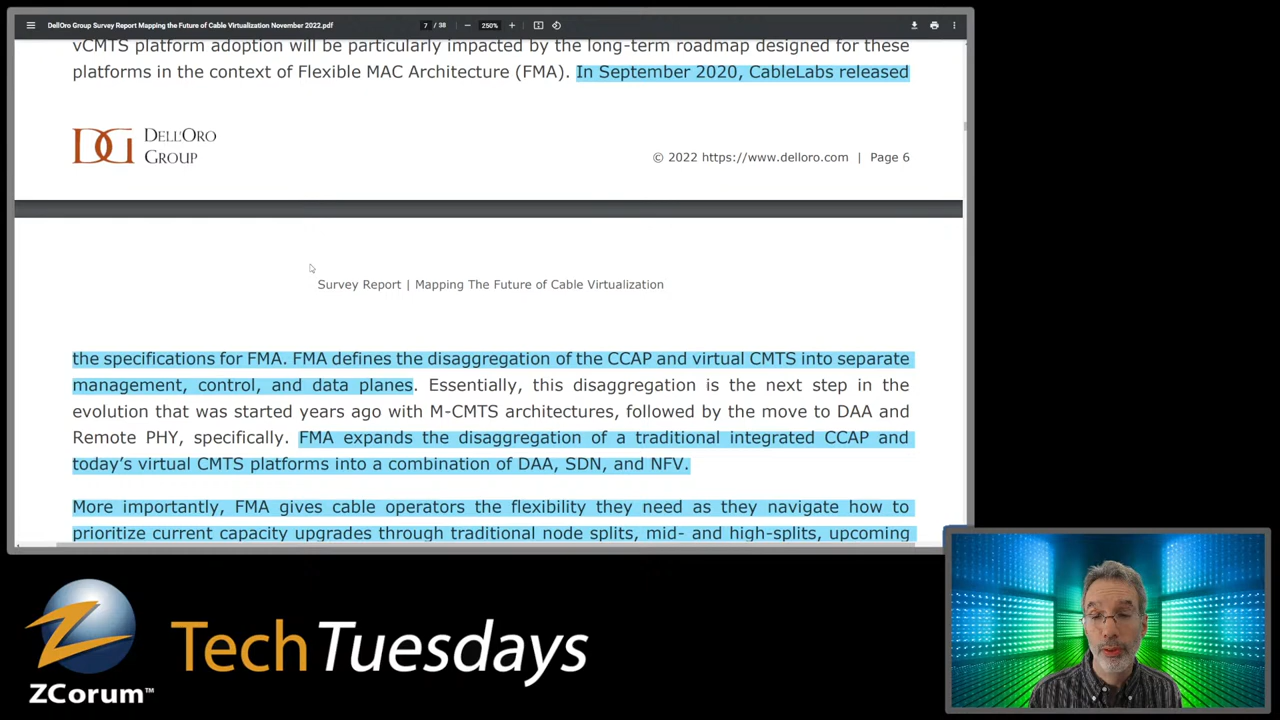 DellOro Group Survey Report Mapping the Future of Cable Virtualization November 2022.pdf
7 / 38
250%
vCMTS platform adoption will be particularly impacted by the long-term roadmap designed for these
platforms in the context of Flexible MAC Architecture (FMA). In September 2020, CableLabs released
DG DELL'ORO
GROUP
© 2022 https://www.delloro.com | Page 6
Survey Report | Mapping The Future of Cable Virtualization
the specifications for FMA. FMA defines the disaggregation of the CCAP and virtual CMTS into separate
management, control, and data planes. Essentially, this disaggregation is the next step in the
evolution that was started years ago with M-CMTS architectures, followed by the move to DAA and
Remote PHY, specifically. FMA expands the disaggregation of a traditional integrated CCAP and
today's virtual CMTS platforms into a combination of DAA, SDN, and NFV.
More importantly, FMA gives cable operators the flexibility they need as they navigate how to
prioritize current capacity upgrades through traditional node splits, mid- and high-splits, upcoming
Z
ZCorum™
TechTuesdays